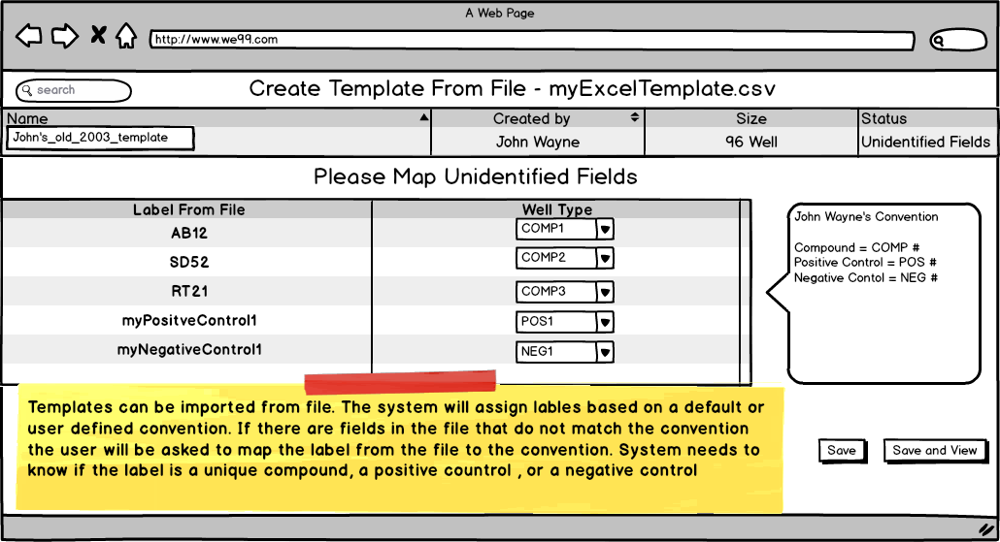 A Web Page
http://www.we99.com
search
Create Template From File - myExcelTemplate.csv
Name Created by Size Status
John's_old_2003_template John Wayne 96 Well Unidentified Fields
Please Map Unidentified Fields
Label From File Well Type
AB12 COMP1
SD52 COMP2
RT21 COMP3
myPositveControl1 POS1
myNegativeControl1 NEG1
John Wayne's Convention
Compound = COMP #
Positive Control = POS #
Negative Contol = NEG #
Templates can be imported from file. The system will assign lables based on a default or
user defined convention. If there are fields in the file that do not match the convention
the user will be asked to map the label from the file to the convention. System needs to
know if the label is a unique compound, a positive countrol , or a negative control
Save Save and View